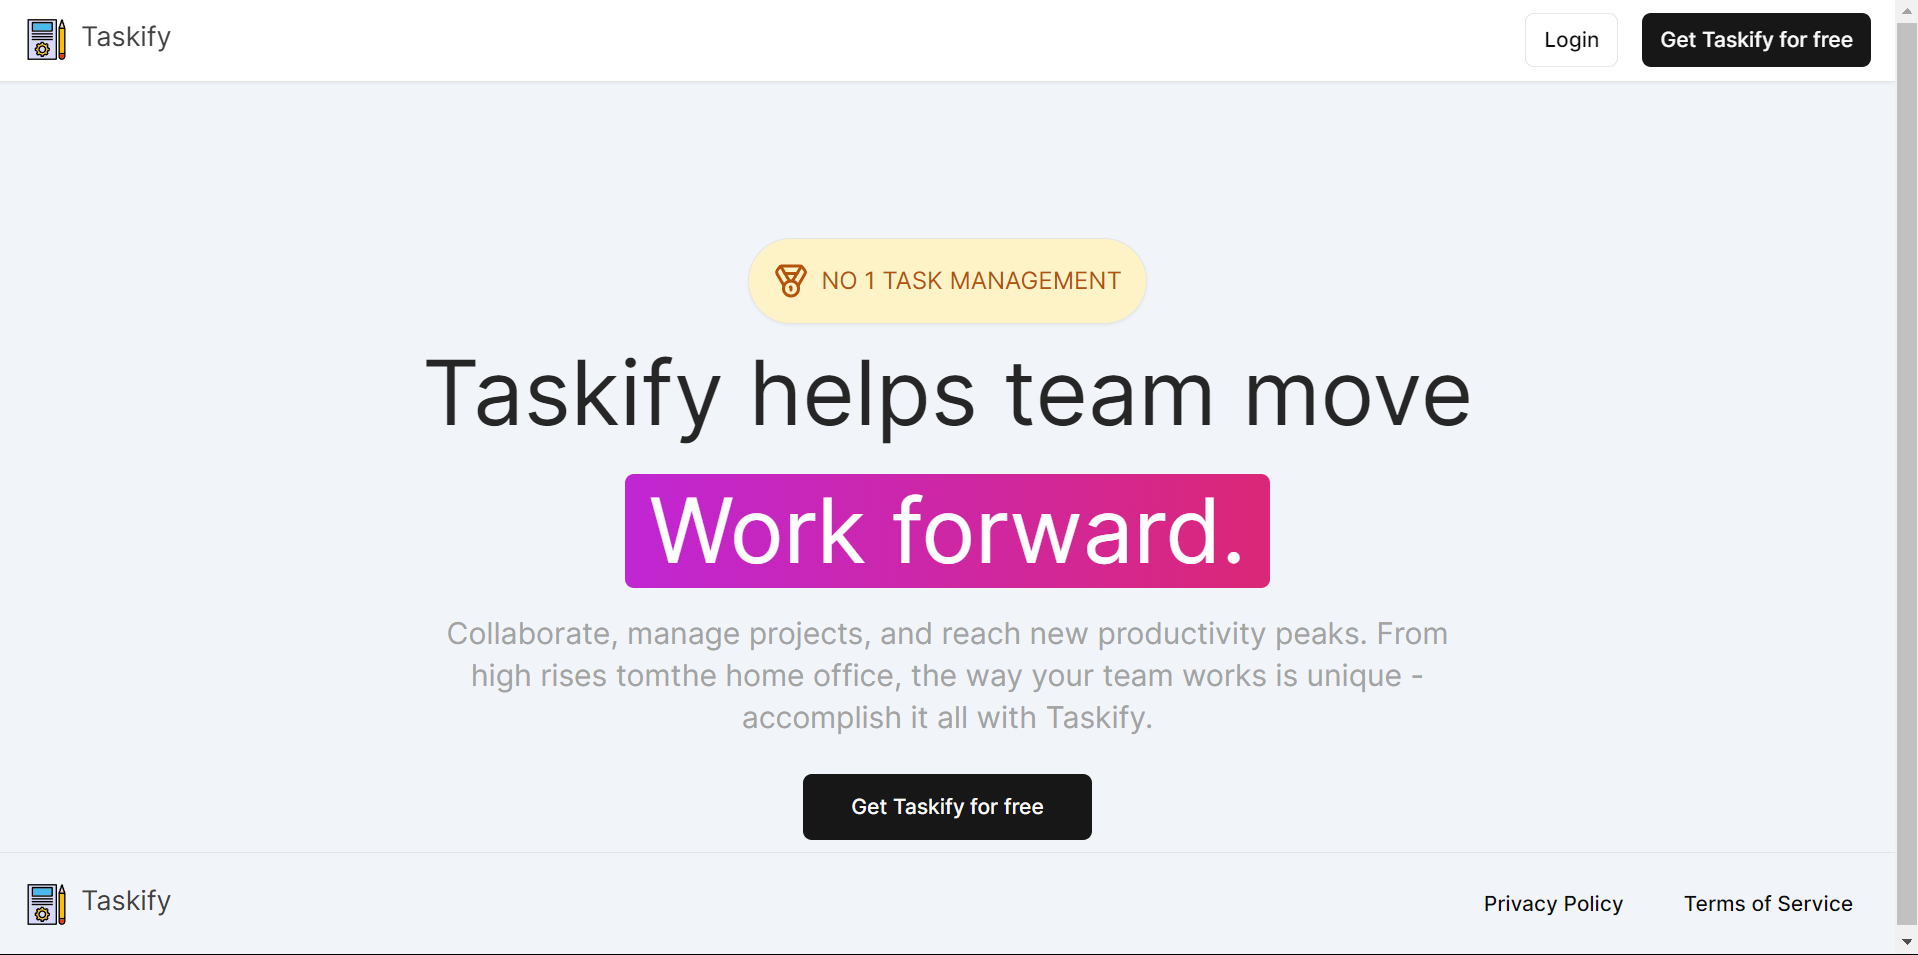 Taskify
Login
Get Taskify for free
NO 1 TASK MANAGEMENT
Taskify helps team move
Work forward.
Collaborate, manage projects, and reach new productivity peaks. From
high rises tomthe home office, the way your team works is unique -
accomplish it all with Taskify.
Get Taskify for free
Taskify
Privacy Policy
Terms of Service